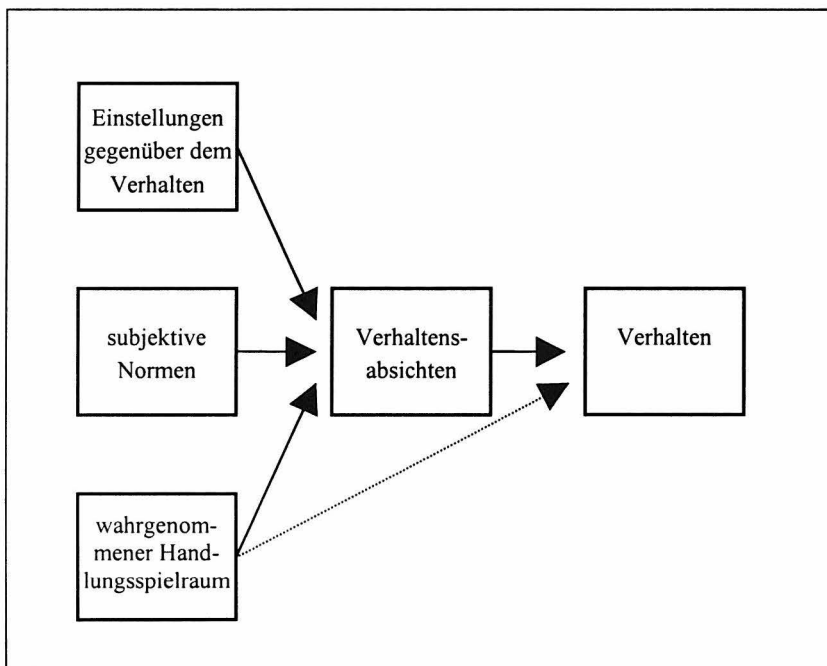 Einstellungen
gegenüber dem
Verhalten
subjektive
Normen
Verhaltens-
absichten
Verhalten
wahrgenom-
mener Hand-
lungsspielraum